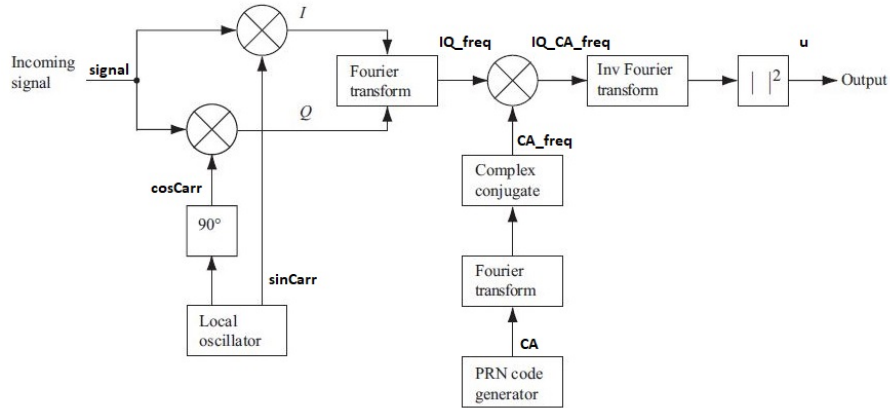 I
IQ_freq
IQ_CA_freq
u
Incoming
signal
signal
Fourier
transform
Inv Fourier
transform
| |²
Output
Q
CA_freq
cosCarr
Complex
conjugate
90°
sinCarr
Fourier
transform
Local
oscillator
CA
PRN code
generator